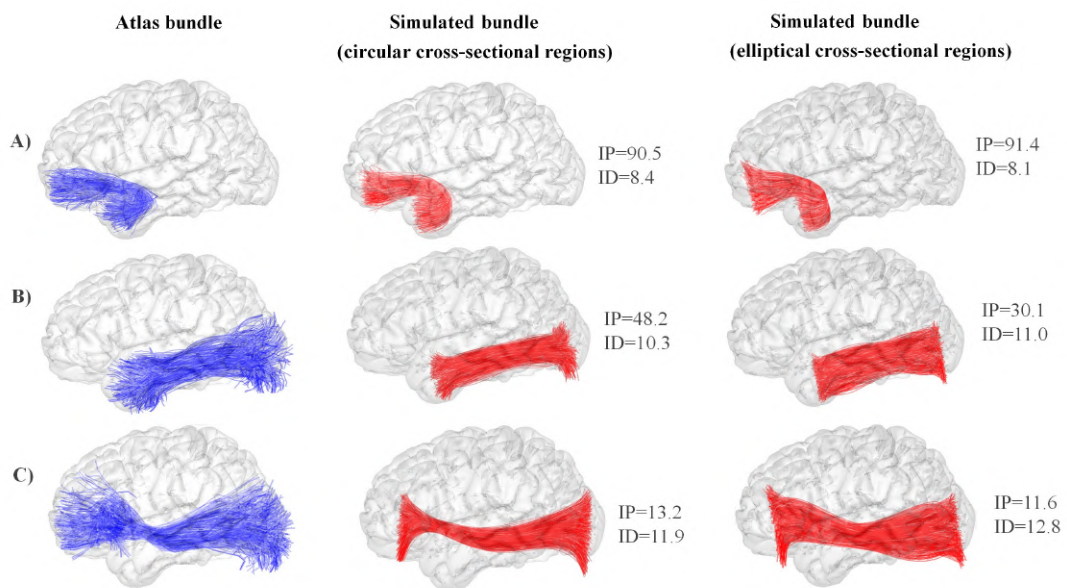 Atlas bundle
Simulated bundle
(circular cross-sectional regions)
Simulated bundle
(elliptical cross-sectional regions)
A)
IP=90.5
ID=8.4
IP=91.4
ID=8.1
B)
IP=48.2
ID=10.3
IP=30.1
ID=11.0
C)
IP=13.2
ID=11.9
IP=11.6
ID=12.8